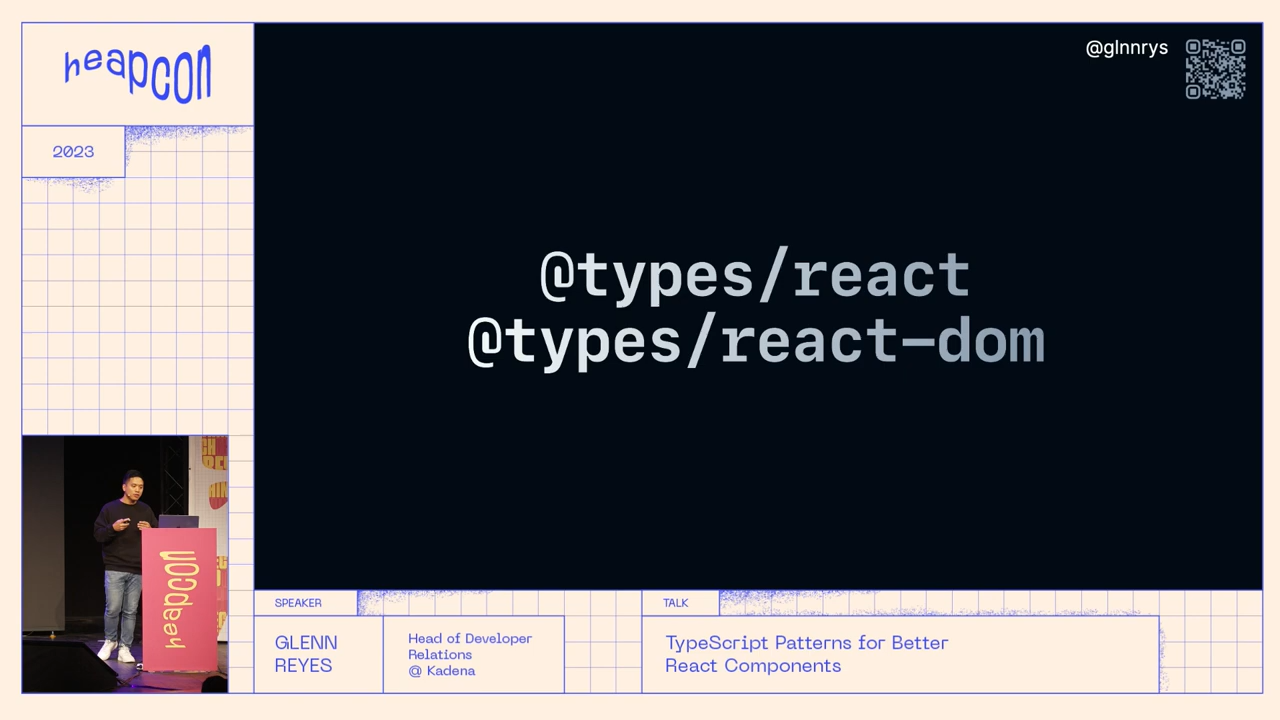 heapcon
2023
@glnnrys
@types/react
@types/react-dom
heapcon
SPEAKER
GLENN
REYES
Head of Developer
Relations
@ Kadena
TALK
TypeScript Patterns for Better
React Components